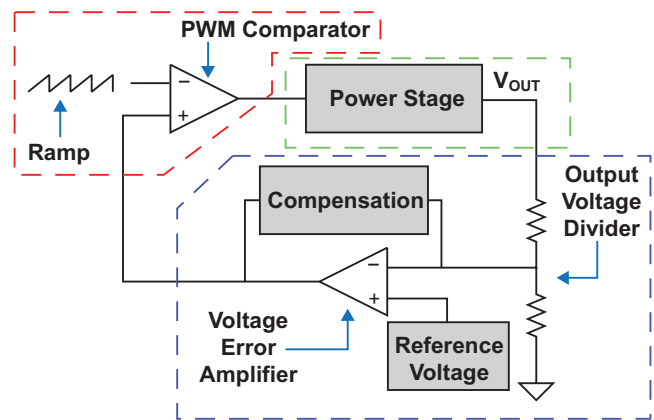 PWM Comparator
−
+
Ramp
Power Stage
VOUT
Compensation
Output
Voltage
Divider
−
+
Voltage
Error
Amplifier
Reference
Voltage